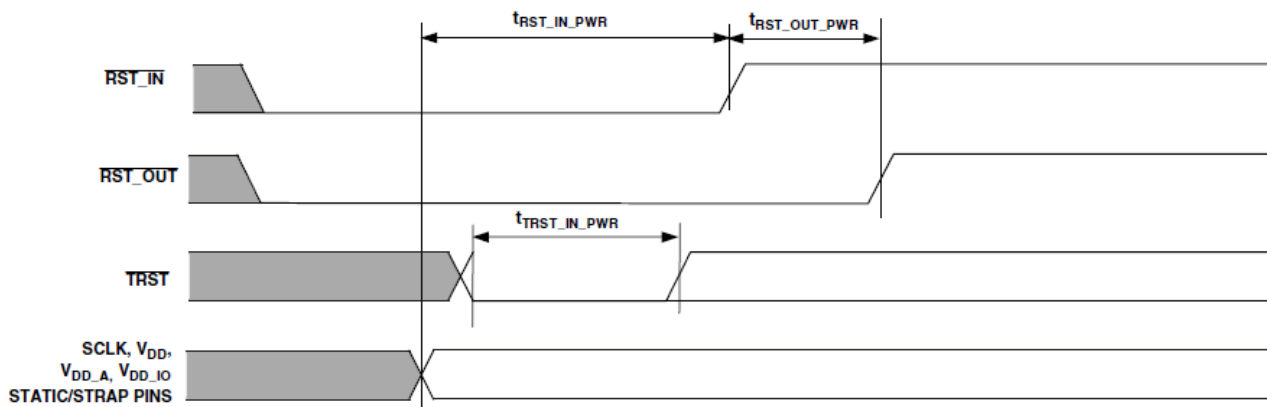 tRST_IN_PWR
tRST_OUT_PWR
RST_IN
RST_OUT
tTRST_IN_PWR
TRST
SCLK, VDD,
VDD_A, VDD_IO
STATIC/STRAP PINS